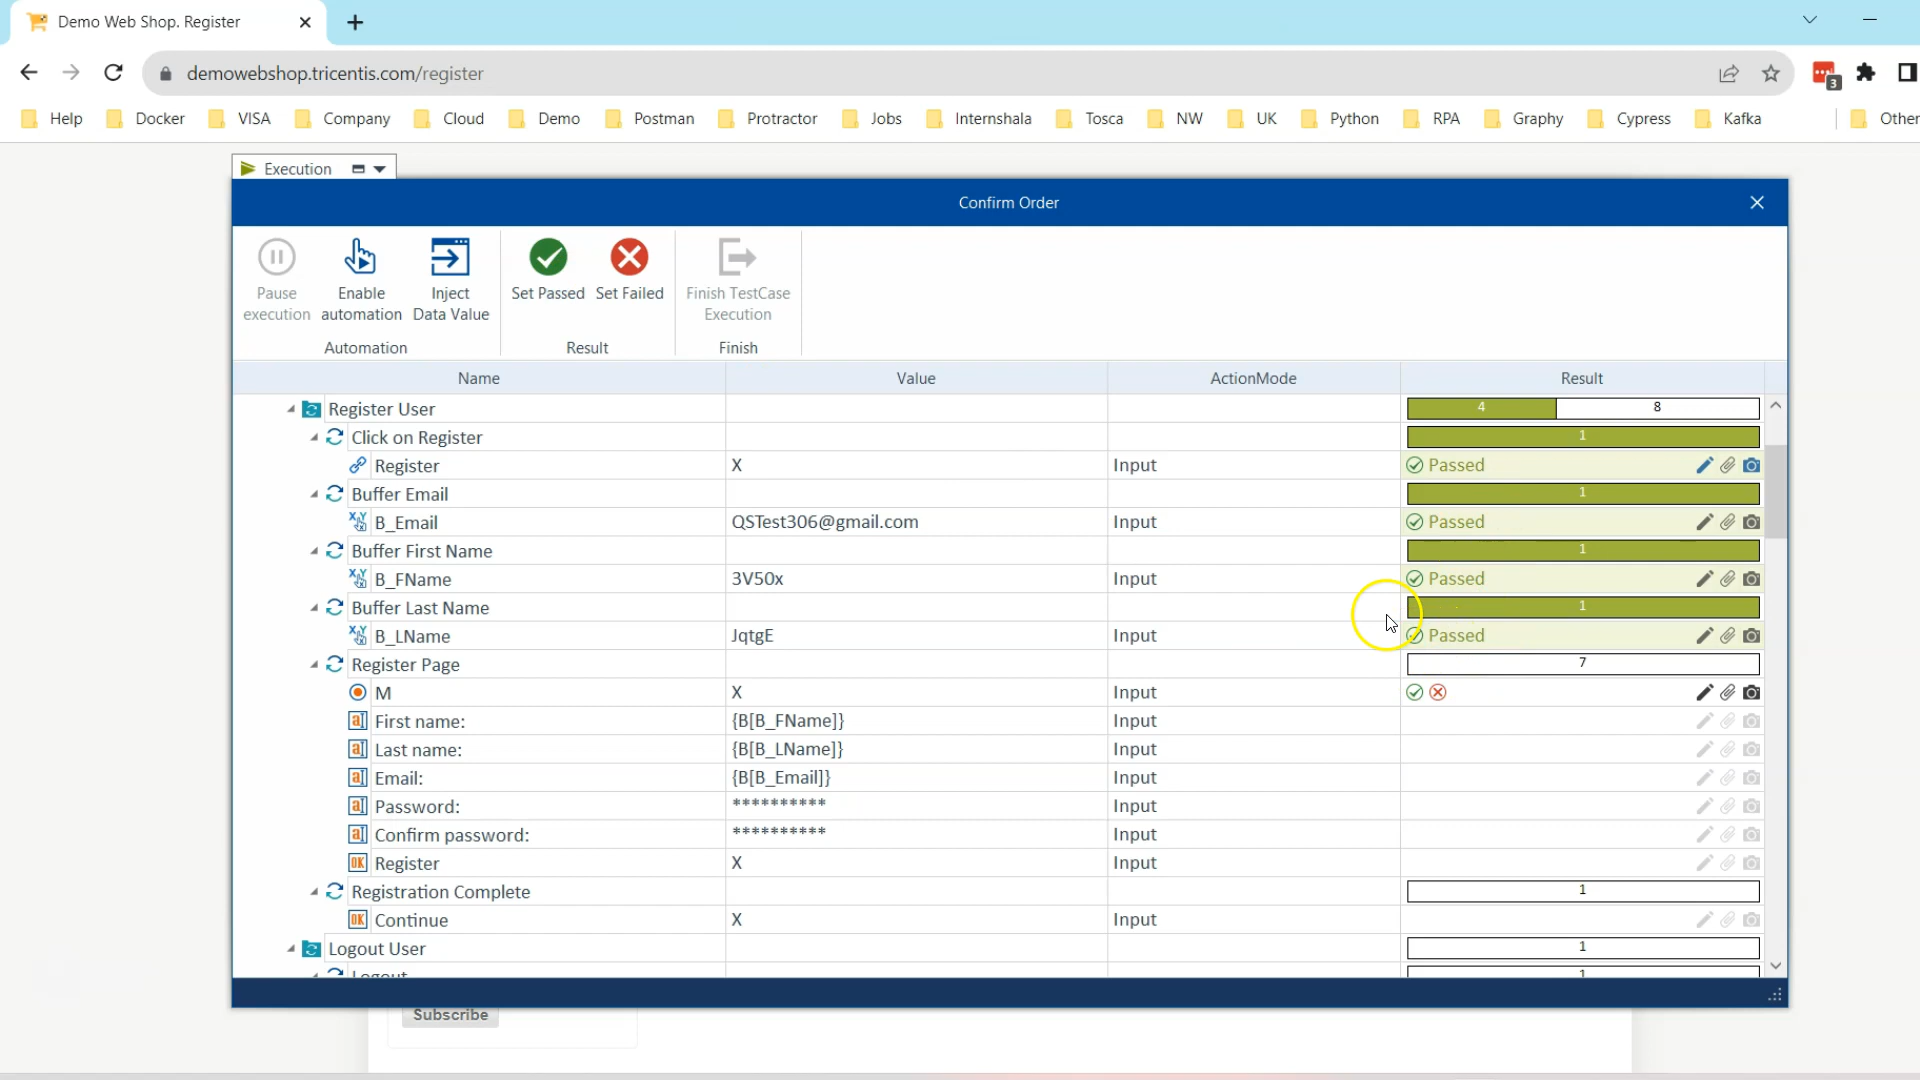 Demo Web Shop. Register
3
demowebshop.tricentis.com/register
Help Docker VISA Company Cloud Demo Postman Protractor Jobs Internshala Tosca NW UK Python RPA Graphy Cypress Kafka Other
Execution
Confirm Order
Pause execution
Enable automation
Inject Data Value
Set Passed
Set Failed
Finish TestCase Execution
Automation Result Finish
Name Value ActionMode Result
Register User 4 8
Click on Register 1
Register X Input Passed
Buffer Email 1
B_Email QSTest306@gmail.com Input Passed
Buffer First Name 1
B_FName 3V50x Input Passed
Buffer Last Name 1
B_LName JqtgE Input Passed
Register Page 7
M X Input
First name: {B[B_FName]} Input
Last name: {B[B_LName]} Input
Email: {B[B_Email]} Input
Password: ********** Input
Confirm password: ********** Input
OK Register X Input
Registration Complete 1
OK Continue X Input
Logout User 1
Logout 1
Subscribe